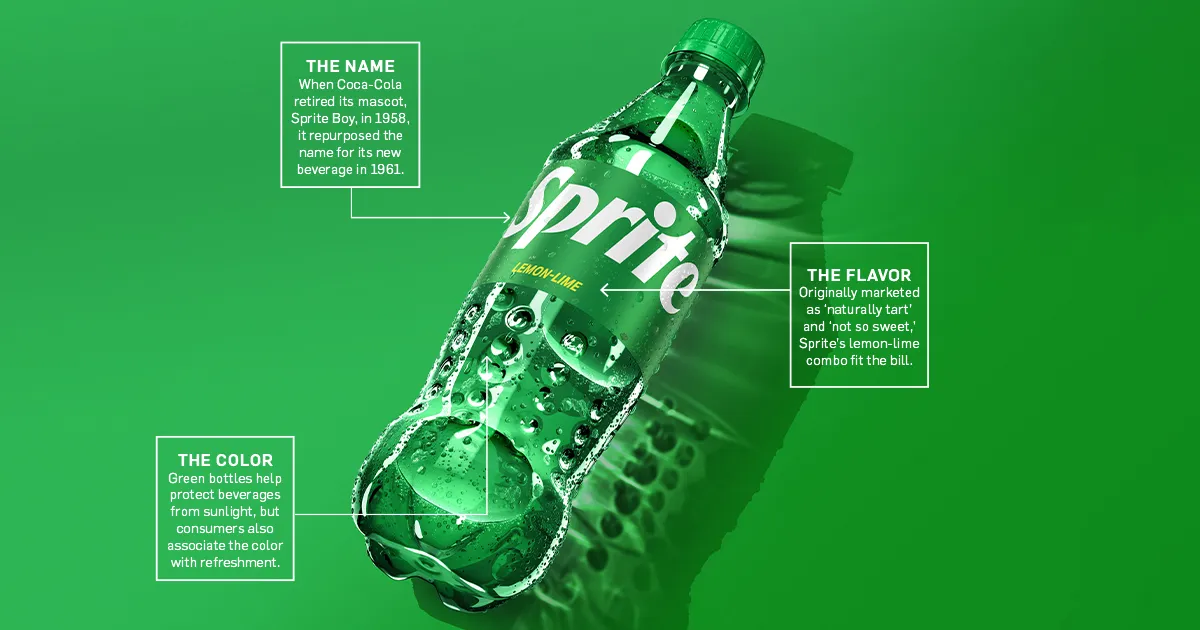 THE NAME
When Coca-Cola
retired its mascot,
Sprite Boy, in 1958,
it repurposed the
name for its new
beverage in 1961.
Sprite
LEMON-LIME
THE FLAVOR
Originally marketed
as ‘naturally tart’
and ‘not so sweet,’
Sprite’s lemon-lime
combo fit the bill.
THE COLOR
Green bottles help
protect beverages
from sunlight, but
consumers also
associate the color
with refreshment.